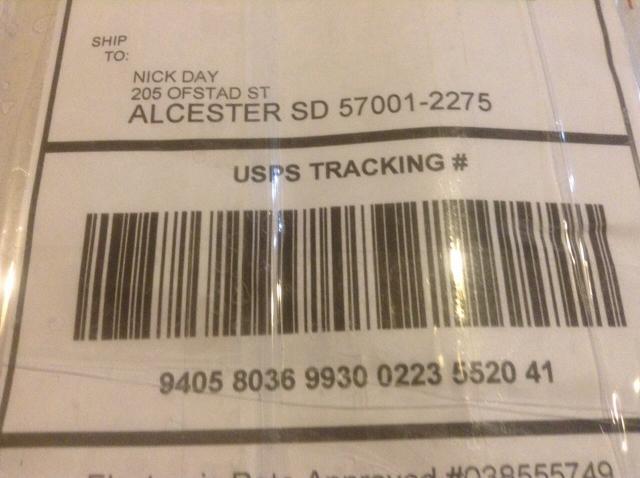 SHIP
TO:
NICK DAY
205 OFSTAD ST
ALCESTER SD 57001-2275
USPS TRACKING #
9405 8036 9930 0223 5520 41
#038555749